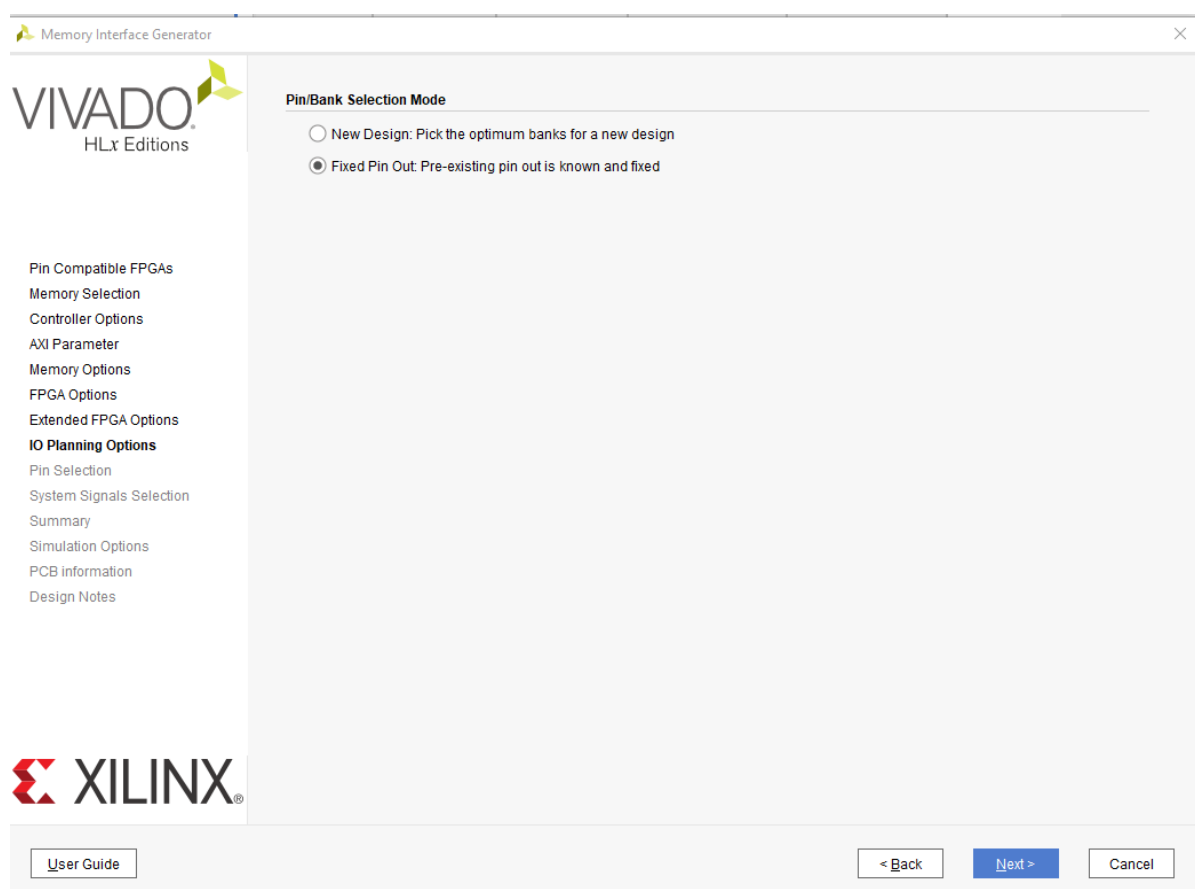 Memory Interface Generator
VIVADO.
HLx Editions
Pin/Bank Selection Mode
New Design: Pick the optimum banks for a new design
Fixed Pin Out: Pre-existing pin out is known and fixed
Pin Compatible FPGAs
Memory Selection
Controller Options
AXI Parameter
Memory Options
FPGA Options
Extended FPGA Options
IO Planning Options
Pin Selection
System Signals Selection
Summary
Simulation Options
PCB information
Design Notes
XILINX®
User Guide
< Back
Next >
Cancel